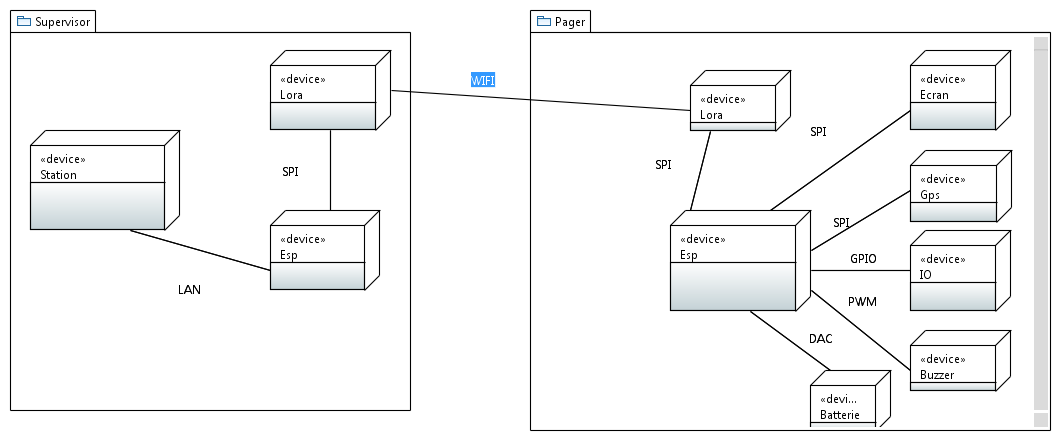 Supervisor
«device»
Lora
«device»
Station
SPI
«device»
Esp
LAN
WIFI
Pager
«device»
Lora
«device»
Ecran
SPI
SPI
«device»
Gps
SPI
«device»
Esp
GPIO
«device»
IO
PWM
DAC
«device»
Buzzer
«devi...
Batterie